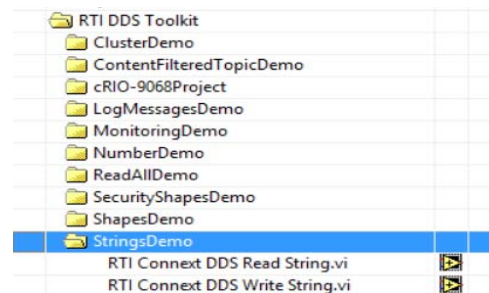 RTI DDS Toolkit
ClusterDemo
ContentFilteredTopicDemo
cRIO-9068Project
LogMessagesDemo
MonitoringDemo
NumberDemo
ReadAllDemo
SecurityShapesDemo
ShapesDemo
StringsDemo
RTI Connext DDS Read String.vi
RTI Connext DDS Write String.vi